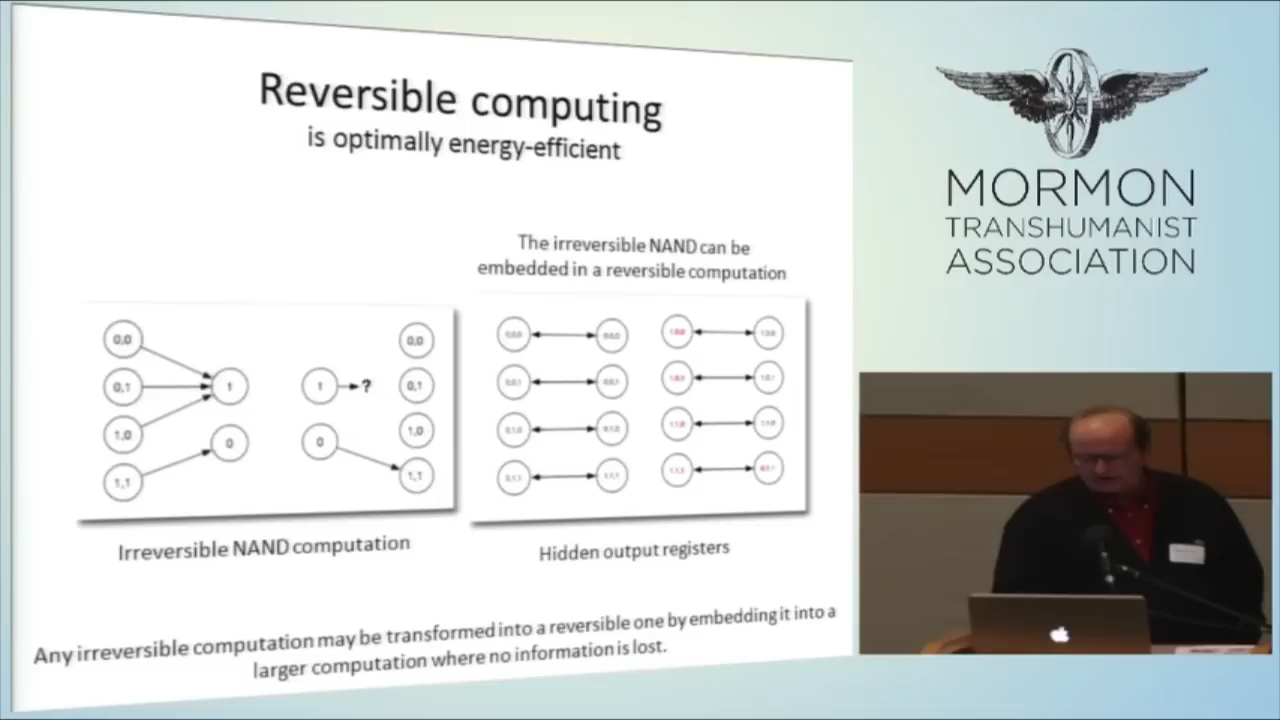 Reversible computing
is optimally energy-efficient
The irreversible NAND can be
embedded in a reversible computation
0,0
0,1
1,0
1,1
1
0
1
?
0
0,0
0,1
1,0
1,1
Irreversible NAND computation
Hidden output registers
Any irreversible computation may be transformed into a reversible one by embedding it into a
larger computation where no information is lost.
MORMON
TRANSHUMANIST
ASSOCIATION